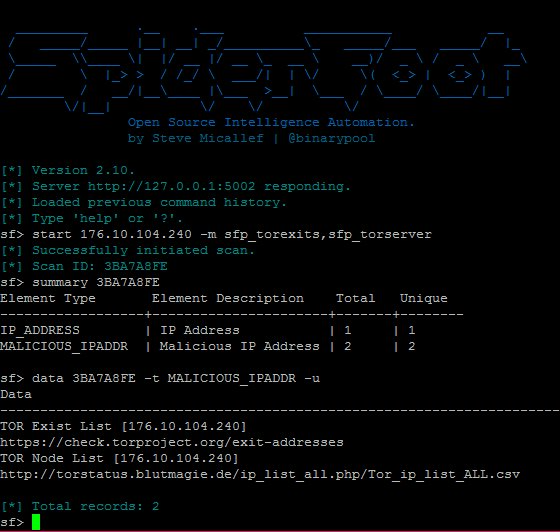 SpiderFoot
Open Source Intelligence Automation.
by Steve Micallef | @binarypool
[*] Version 2.10.
[*] Server http://127.0.0.1:5002 responding.
[*] Loaded previous command history.
[*] Type 'help' or '?'.
sf> start 176.10.104.240 -m sfp_torexits,sfp_torserver
[*] Successfully initiated scan.
[*] Scan ID: 3BA7A8FE
sf> summary 3BA7A8FE
Element Type Element Description Total Unique
------------------+----------------------+-------+--------
IP_ADDRESS | IP Address | 1 | 1
MALICIOUS_IPADDR | Malicious IP Address | 2 | 2
sf> data 3BA7A8FE -t MALICIOUS_IPADDR -u
Data
----------------------------------------------------------------------
TOR Exist List [176.10.104.240]
https://check.torproject.org/exit-addresses
TOR Node List [176.10.104.240]
http://torstatus.blutmagie.de/ip_list_all.php/Tor_ip_list_ALL.csv
[*] Total records: 2
sf>